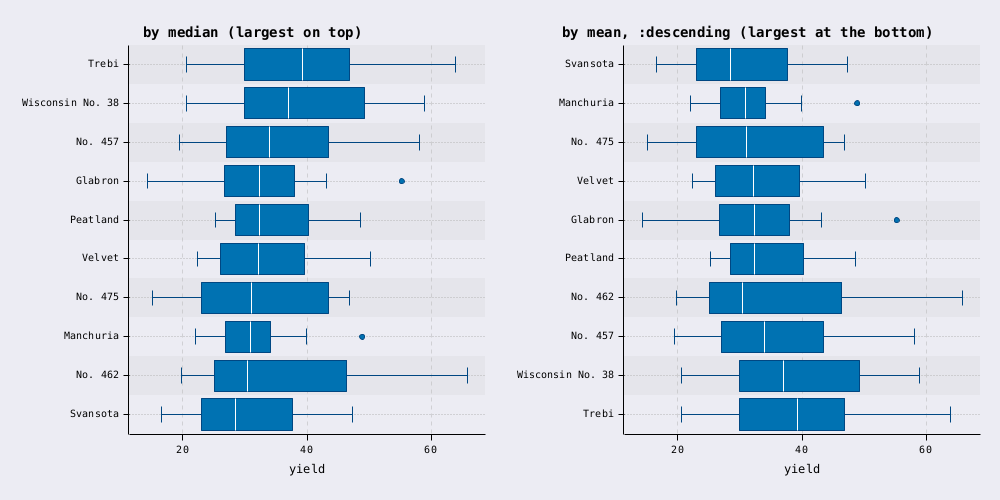 by median (largest on top)
Trebi
Wisconsin No. 38
No. 457
Glabron
Peatland
Velvet
No. 475
Manchuria
No. 462
Svansota
20 40 60
yield
by mean, :descending (largest at the bottom)
Svansota
Manchuria
No. 475
Velvet
Glabron
Peatland
No. 462
No. 457
Wisconsin No. 38
Trebi
20 40 60
yield